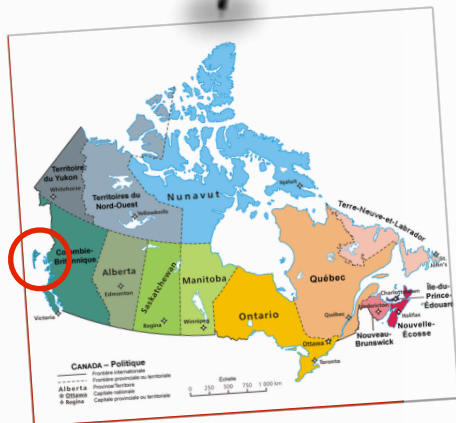 Territoire
du Yukon
Whitehorse
Territoires du
Nord-Ouest
Yellowknife
Nunavut
Iqaluit
Terre-Neuve-et-Labrador
St.
John's
Colombie-
Britannique
Victoria
Alberta
Edmonton
Saskatchewan
Regina
Manitoba
Winnipeg
Ontario
Ottawa
Toronto
Québec
Québec
Charlottetown
Île-du-
Prince-
Édouard
Fredericton
Halifax
Nouveau-
Brunswick
Nouvelle-
Écosse
CANADA – Politique
Frontière internationale
Frontière provinciale ou territoriale
Alberta Province/Territoire
Ottawa Capitale nationale
Regina Capitale provinciale ou territoriale
Échelle
0 250 500 750 1 000 km